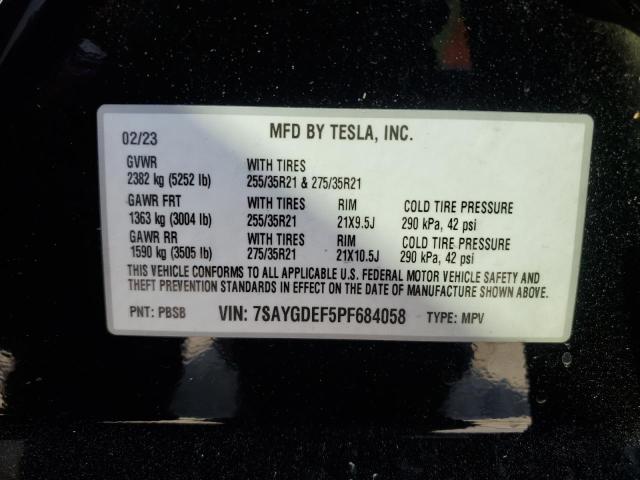 02/23 MFD BY TESLA, INC.
GVWR WITH TIRES
2382 kg (5252 lb) 255/35R21 & 275/35R21
GAWR FRT WITH TIRES RIM COLD TIRE PRESSURE
1363 kg (3004 lb) 255/35R21 21X9.5J 290 kPa, 42 psi
GAWR RR WITH TIRES RIM COLD TIRE PRESSURE
1590 kg (3505 lb) 275/35R21 21X10.5J 290 kPa, 42 psi
THIS VEHICLE CONFORMS TO ALL APPLICABLE U.S. FEDERAL MOTOR VEHICLE SAFETY AND
THEFT PREVENTION STANDARDS IN EFFECT ON THE DATE OF MANUFACTURE SHOWN ABOVE.
PNT: PBSB VIN: 7SAYGDEF5PF684058 TYPE: MPV